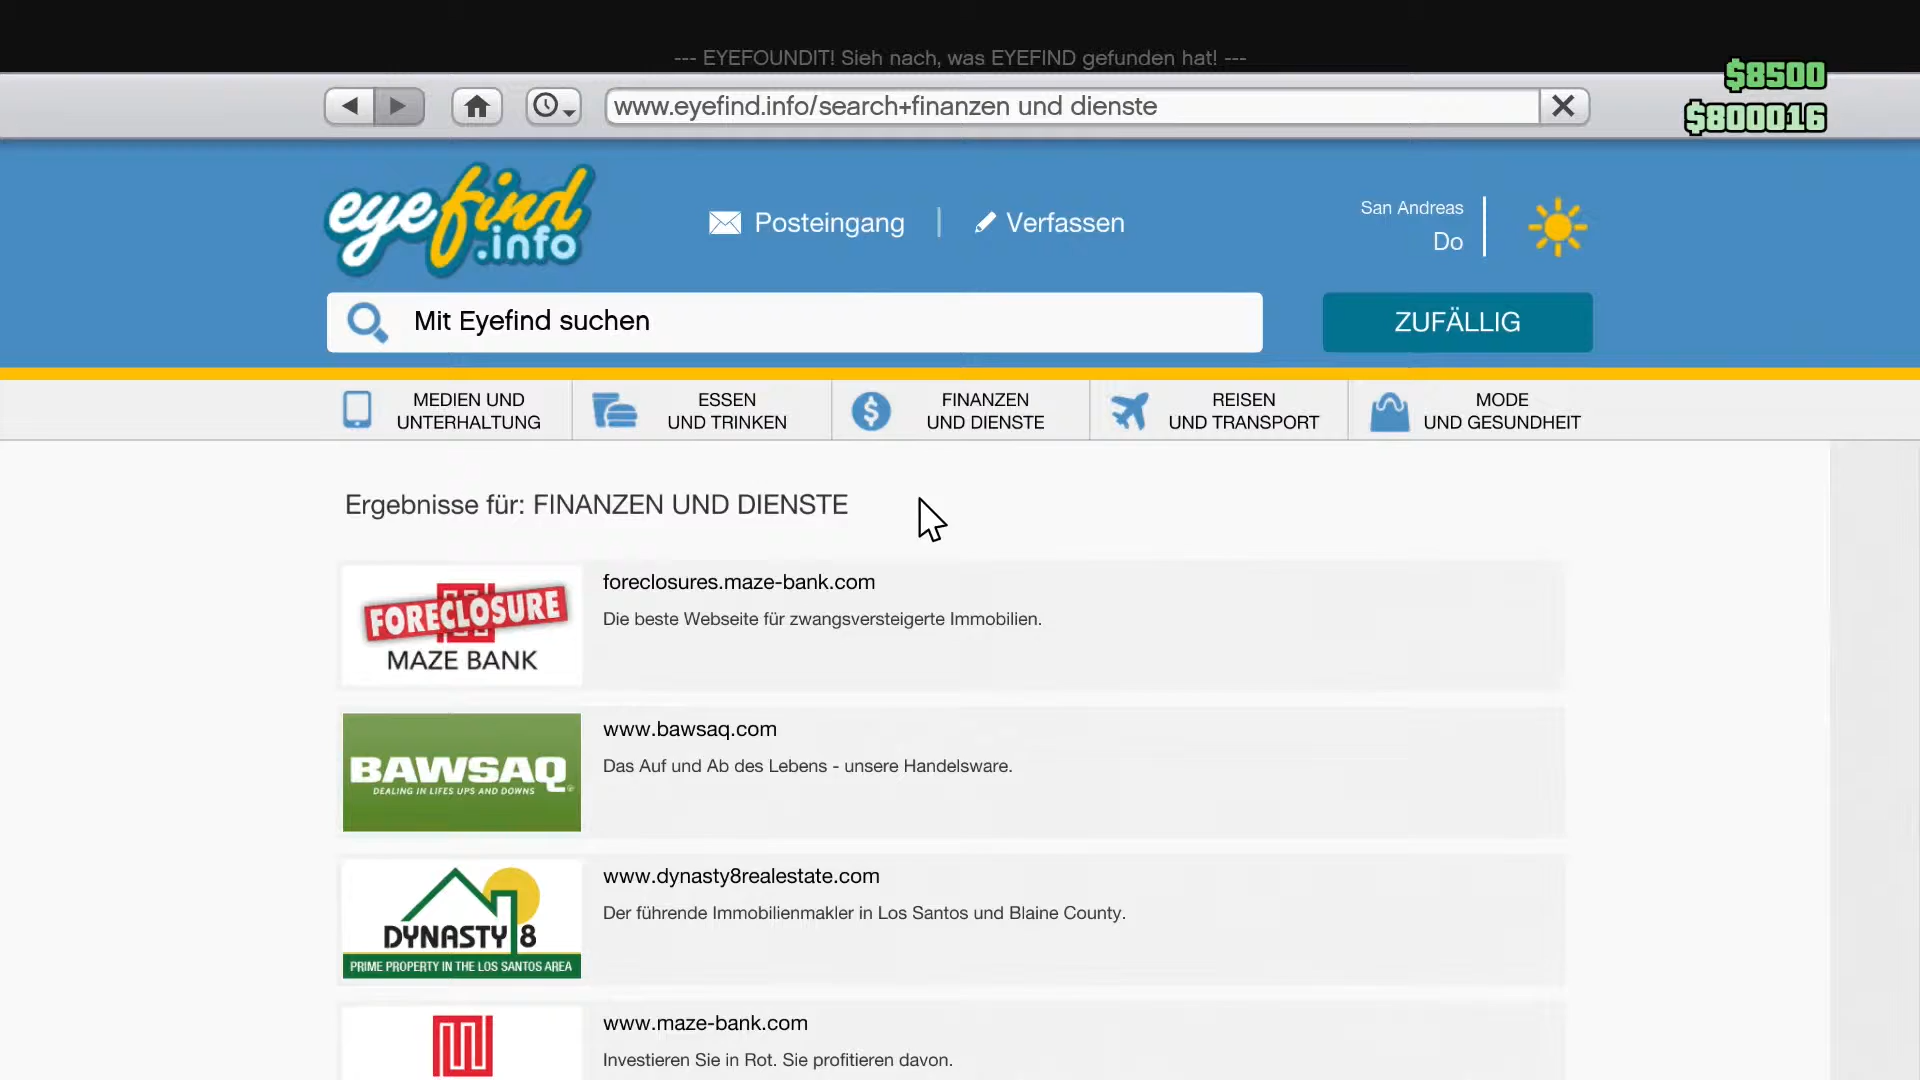 --- EYEFOUNDIT! Sieh nach, was EYEFIND gefunden hat! ---
$8500
www.eyefind.info/search+finanzen und dienste
$800016
eyefind
.info
Posteingang
Verfassen
San Andreas
Do
Mit Eyefind suchen
ZUFÄLLIG
MEDIEN UND
UNTERHALTUNG
ESSEN
UND TRINKEN
FINANZEN
UND DIENSTE
REISEN
UND TRANSPORT
MODE
UND GESUNDHEIT
Ergebnisse für: FINANZEN UND DIENSTE
FORECLOSURE
MAZE BANK
foreclosures.maze-bank.com
Die beste Webseite für zwangsversteigerte Immobilien.
BAWSAQ
DEALING IN LIFES UPS AND DOWNS
www.bawsaq.com
Das Auf und Ab des Lebens - unsere Handelsware.
DYNASTY 8
PRIME PROPERTY IN THE LOS SANTOS AREA
www.dynasty8realestate.com
Der führende Immobilienmakler in Los Santos und Blaine County.
www.maze-bank.com
Investieren Sie in Rot. Sie profitieren davon.